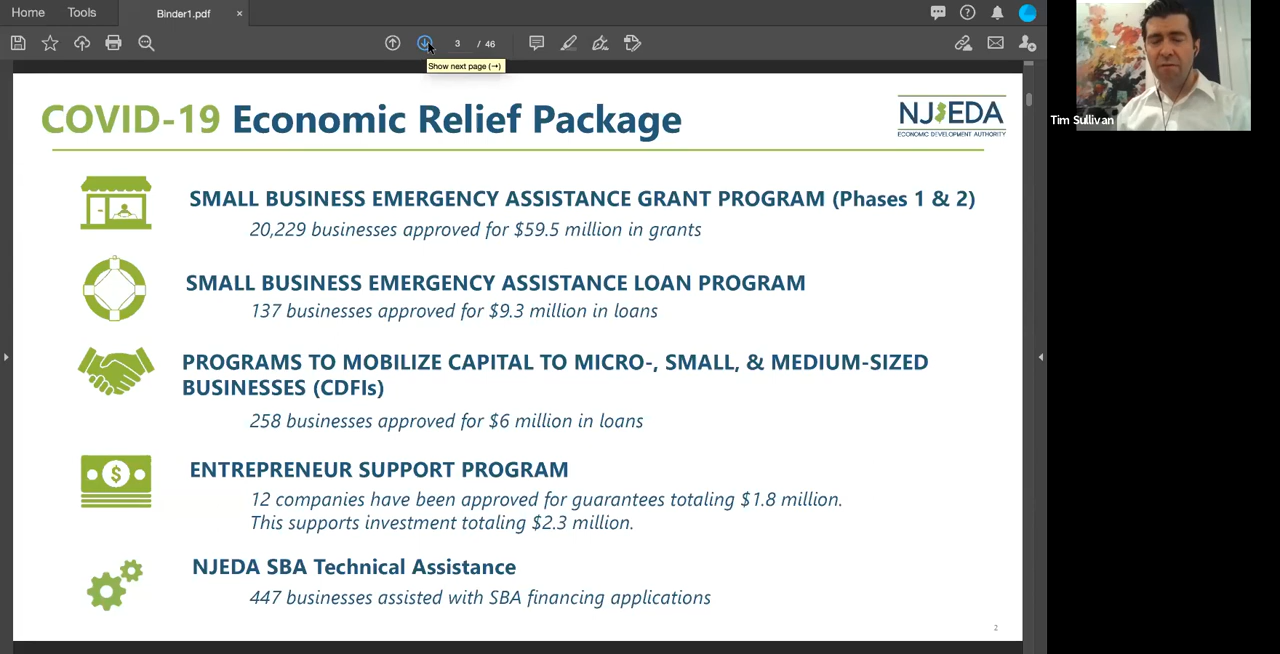 Home
Tools
Binder1.pdf
×
3 / 46
Show next page (→)
COVID-19 Economic Relief Package
NJEDA
ECONOMIC DEVELOPMENT AUTHORITY
Tim Sullivan
SMALL BUSINESS EMERGENCY ASSISTANCE GRANT PROGRAM (Phases 1 & 2)
20,229 businesses approved for $59.5 million in grants
SMALL BUSINESS EMERGENCY ASSISTANCE LOAN PROGRAM
137 businesses approved for $9.3 million in loans
PROGRAMS TO MOBILIZE CAPITAL TO MICRO-, SMALL, & MEDIUM-SIZED
BUSINESSES (CDFIs)
258 businesses approved for $6 million in loans
$
ENTREPRENEUR SUPPORT PROGRAM
12 companies have been approved for guarantees totaling $1.8 million.
This supports investment totaling $2.3 million.
NJEDA SBA Technical Assistance
447 businesses assisted with SBA financing applications
2